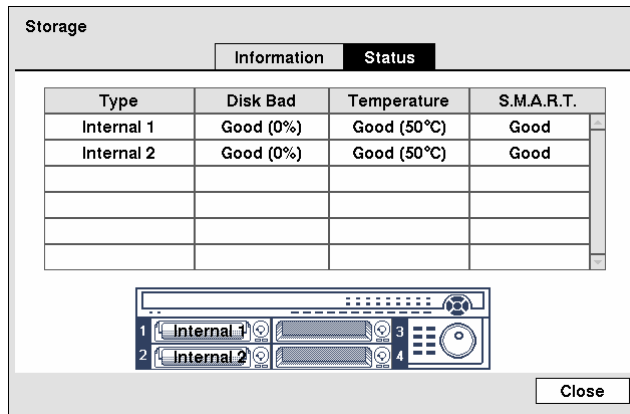 Storage
Information Status
Type Disk Bad Temperature S.M.A.R.T.
Internal 1 Good (0%) Good (50°C) Good
Internal 2 Good (0%) Good (50°C) Good
1 Internal 1 3
2 Internal 2 4
Close